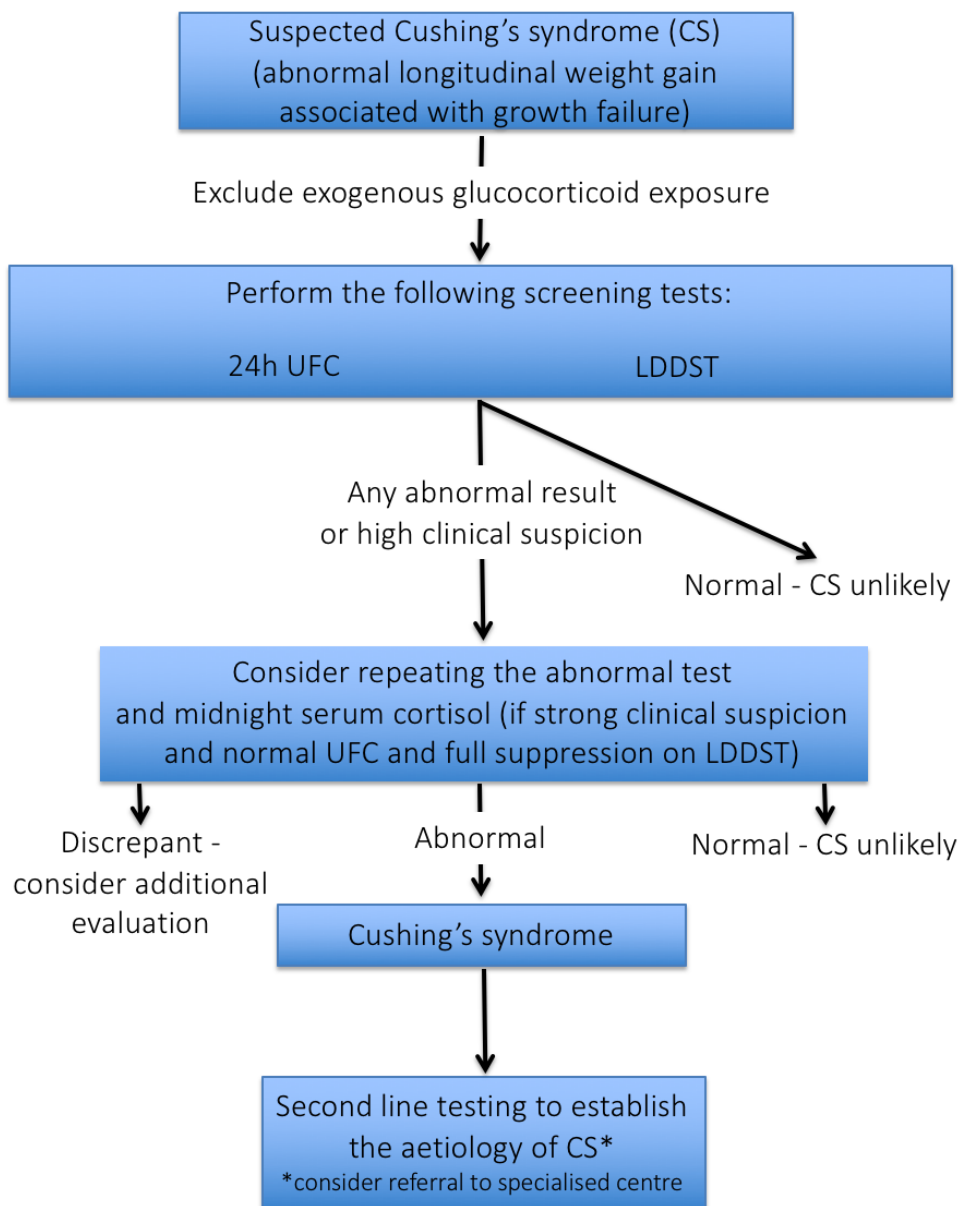 Suspected Cushing’s syndrome (CS)
(abnormal longitudinal weight gain
associated with growth failure)
Exclude exogenous glucocorticoid exposure
Perform the following screening tests:
24h UFC
LDDST
Any abnormal result
or high clinical suspicion
Normal - CS unlikely
Consider repeating the abnormal test
and midnight serum cortisol (if strong clinical suspicion
and normal UFC and full suppression on LDDST)
Discrepant -
consider additional
evaluation
Abnormal
Normal - CS unlikely
Cushing’s syndrome
Second line testing to establish
the aetiology of CS*
*consider referral to specialised centre